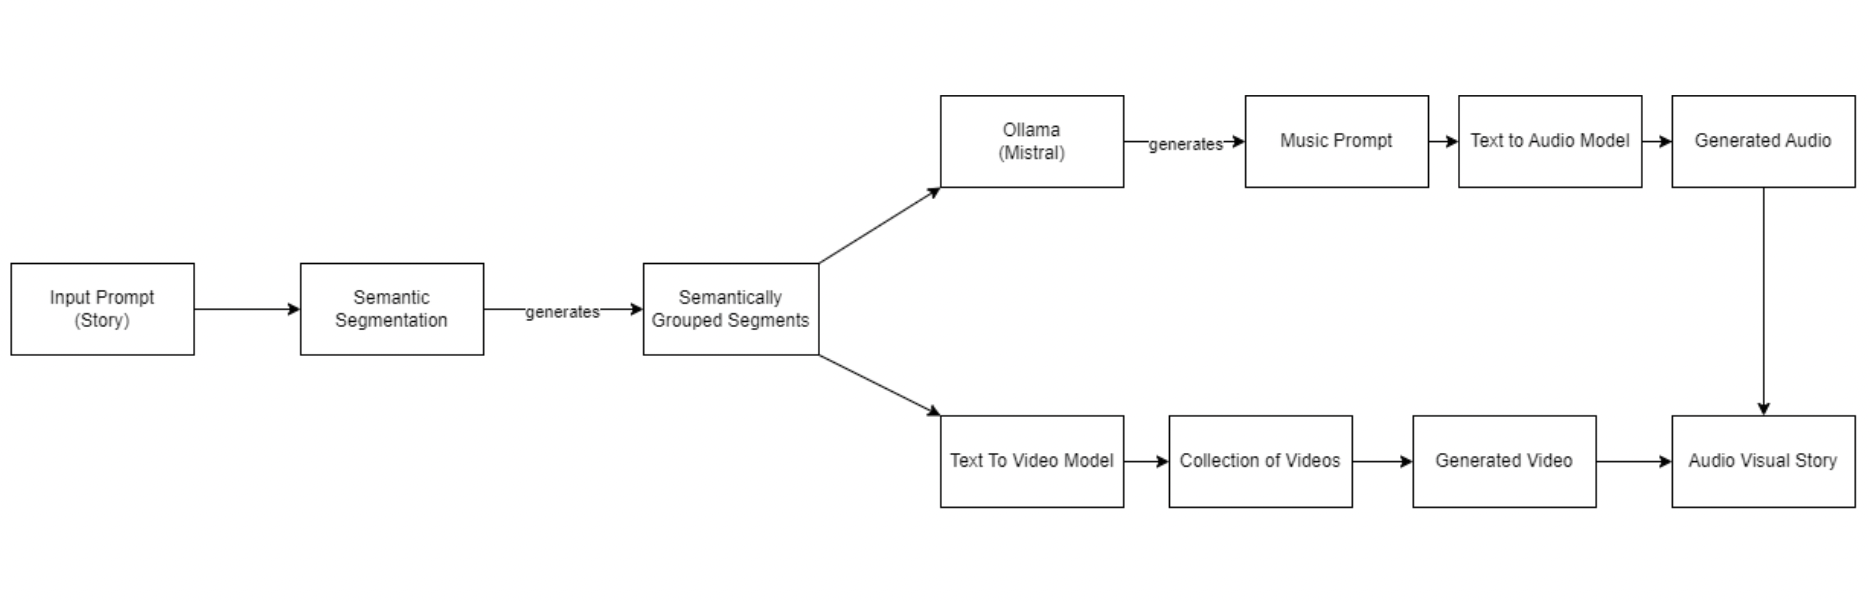 Ollama
(Mistral)
generates
Music Prompt
Text to Audio Model
Generated Audio
Input Prompt
(Story)
Semantic
Segmentation
generates
Semantically
Grouped Segments
Text To Video Model
Collection of Videos
Generated Video
Audio Visual Story